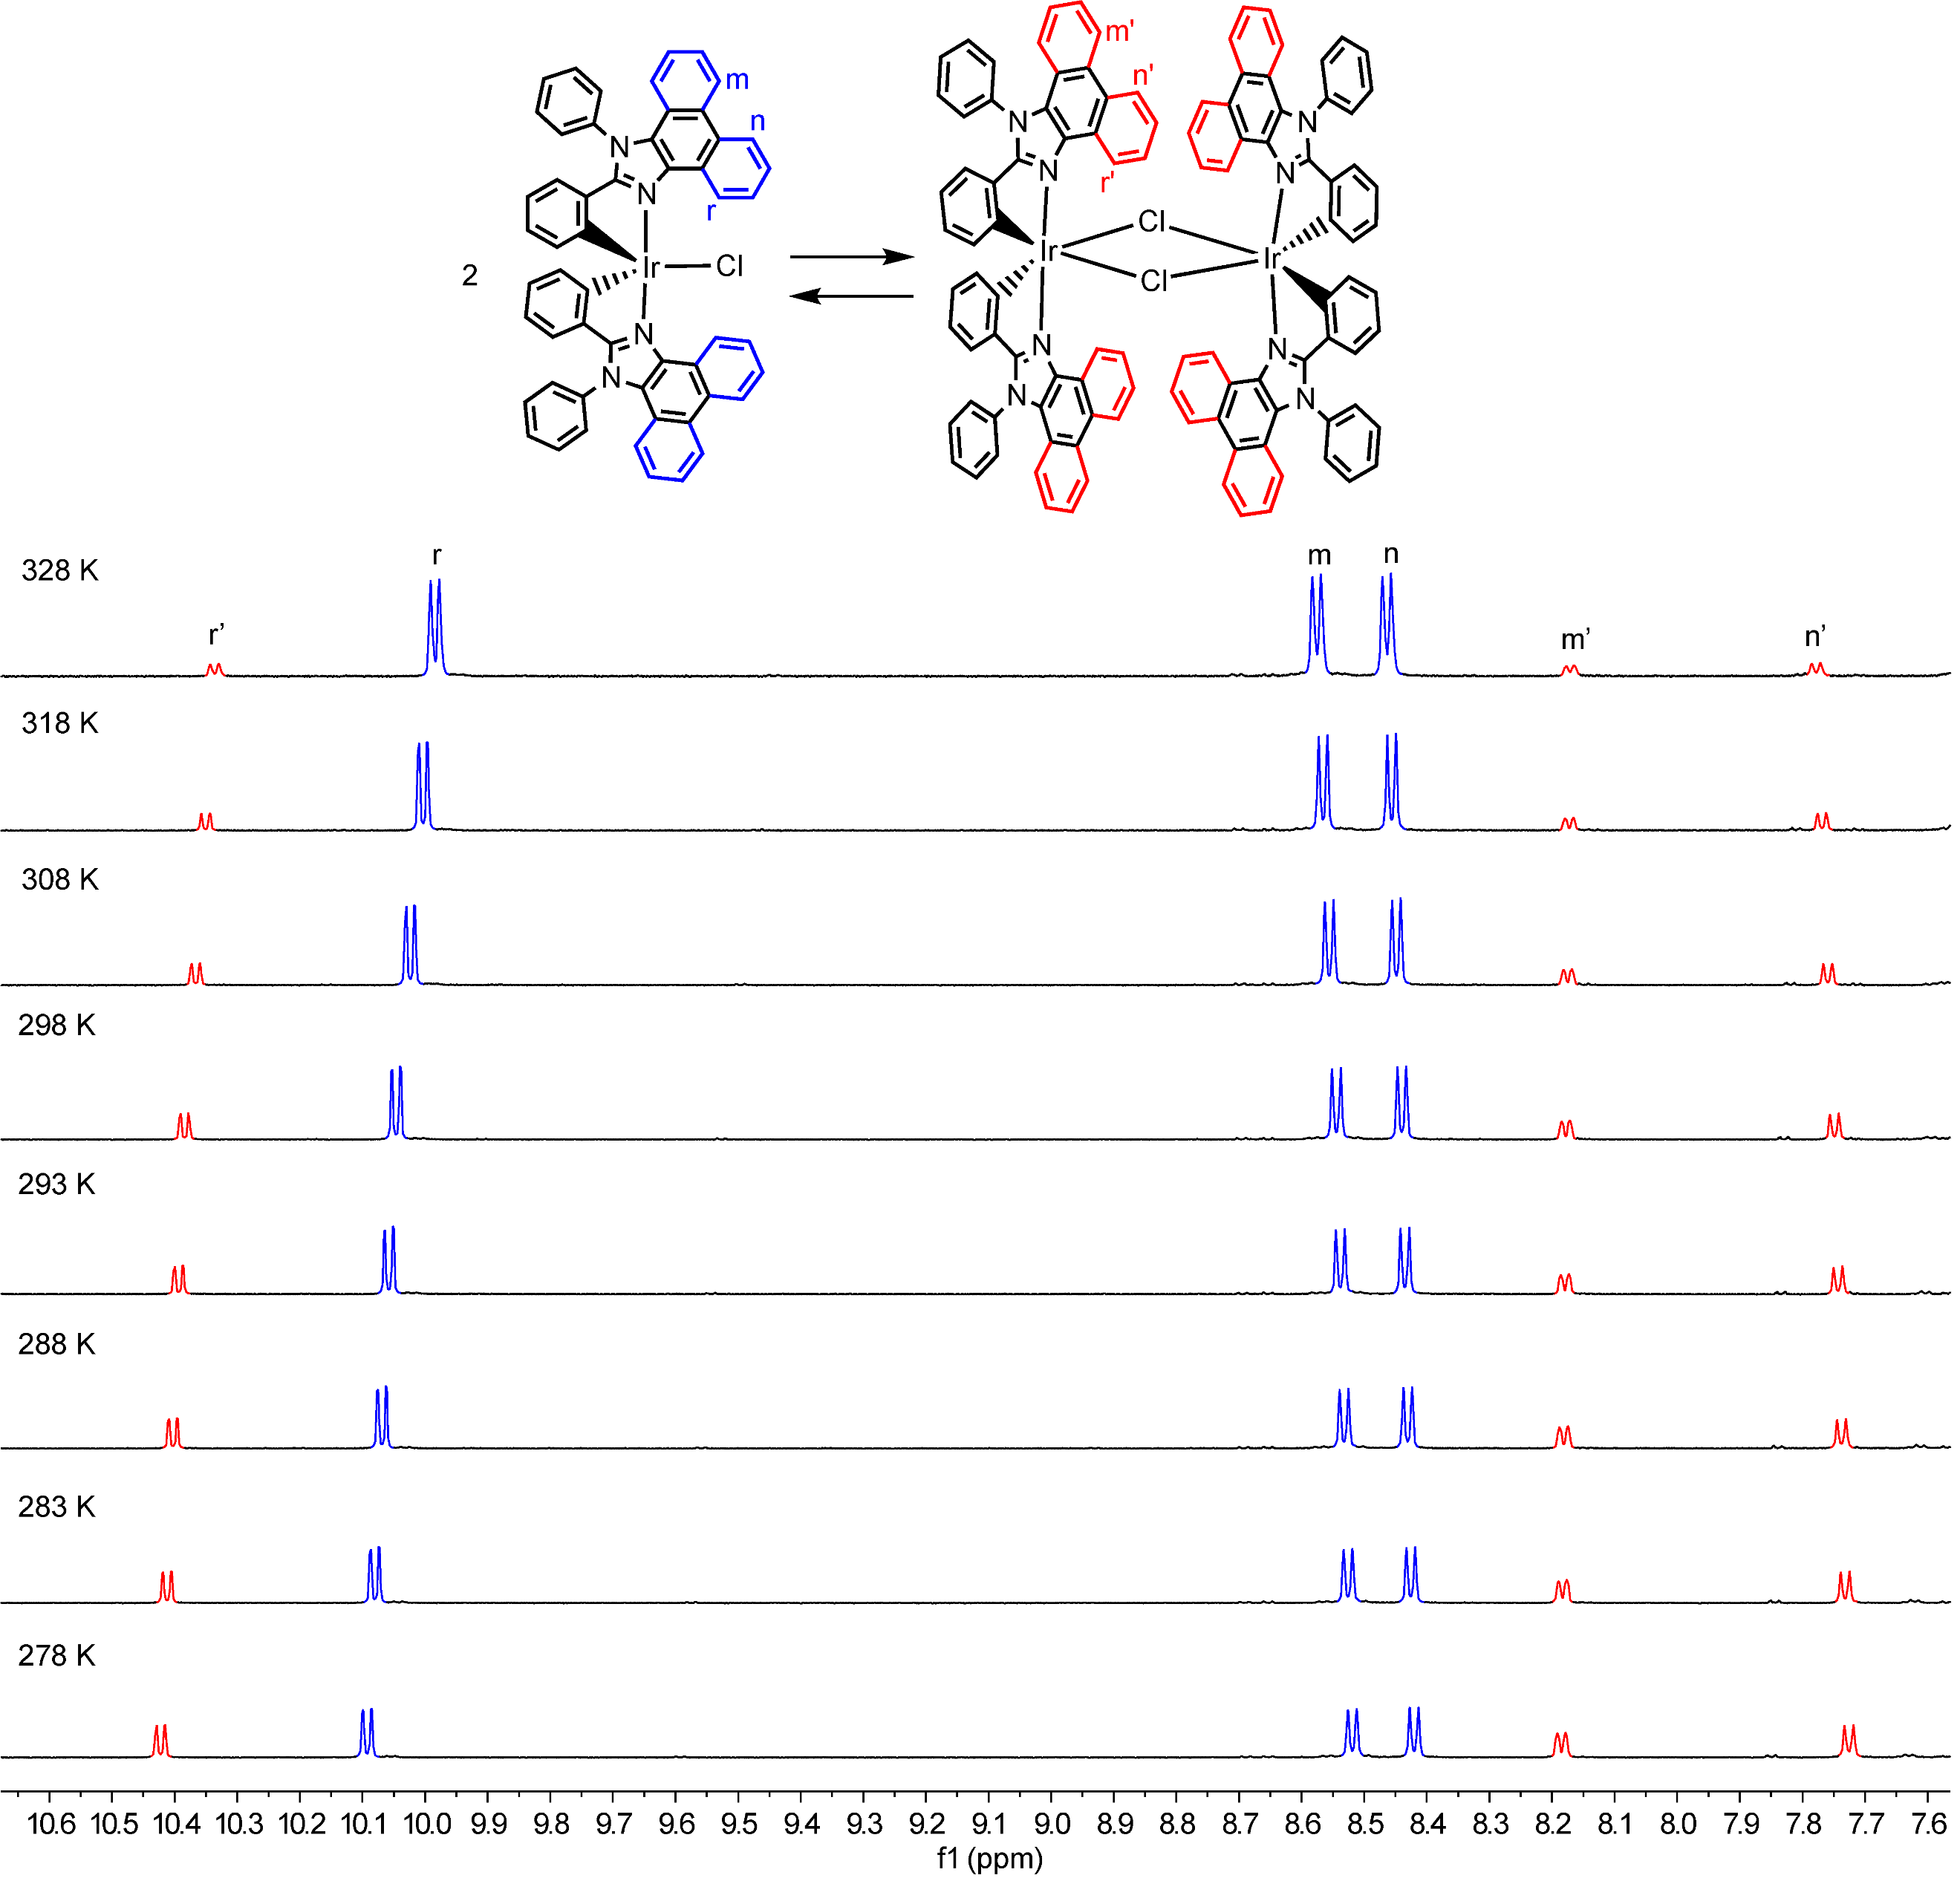 m'
m
n'
N
N
n
N
N
N
N
r'
r
Cl
Ir
Ir
Ir
Cl
2
Cl
N
N
N
N
N
N
N
r
m
n
328 K
r’
m’
n’
318 K
308 K
298 K
293 K
288 K
283 K
278 K
10.6 10.5 10.4 10.3 10.2 10.1 10.0 9.9 9.8 9.7 9.6 9.5 9.4 9.3 9.2 9.1 9.0 8.9 8.8 8.7 8.6 8.5 8.4 8.3 8.2 8.1 8.0 7.9 7.8 7.7 7.6
f1 (ppm)